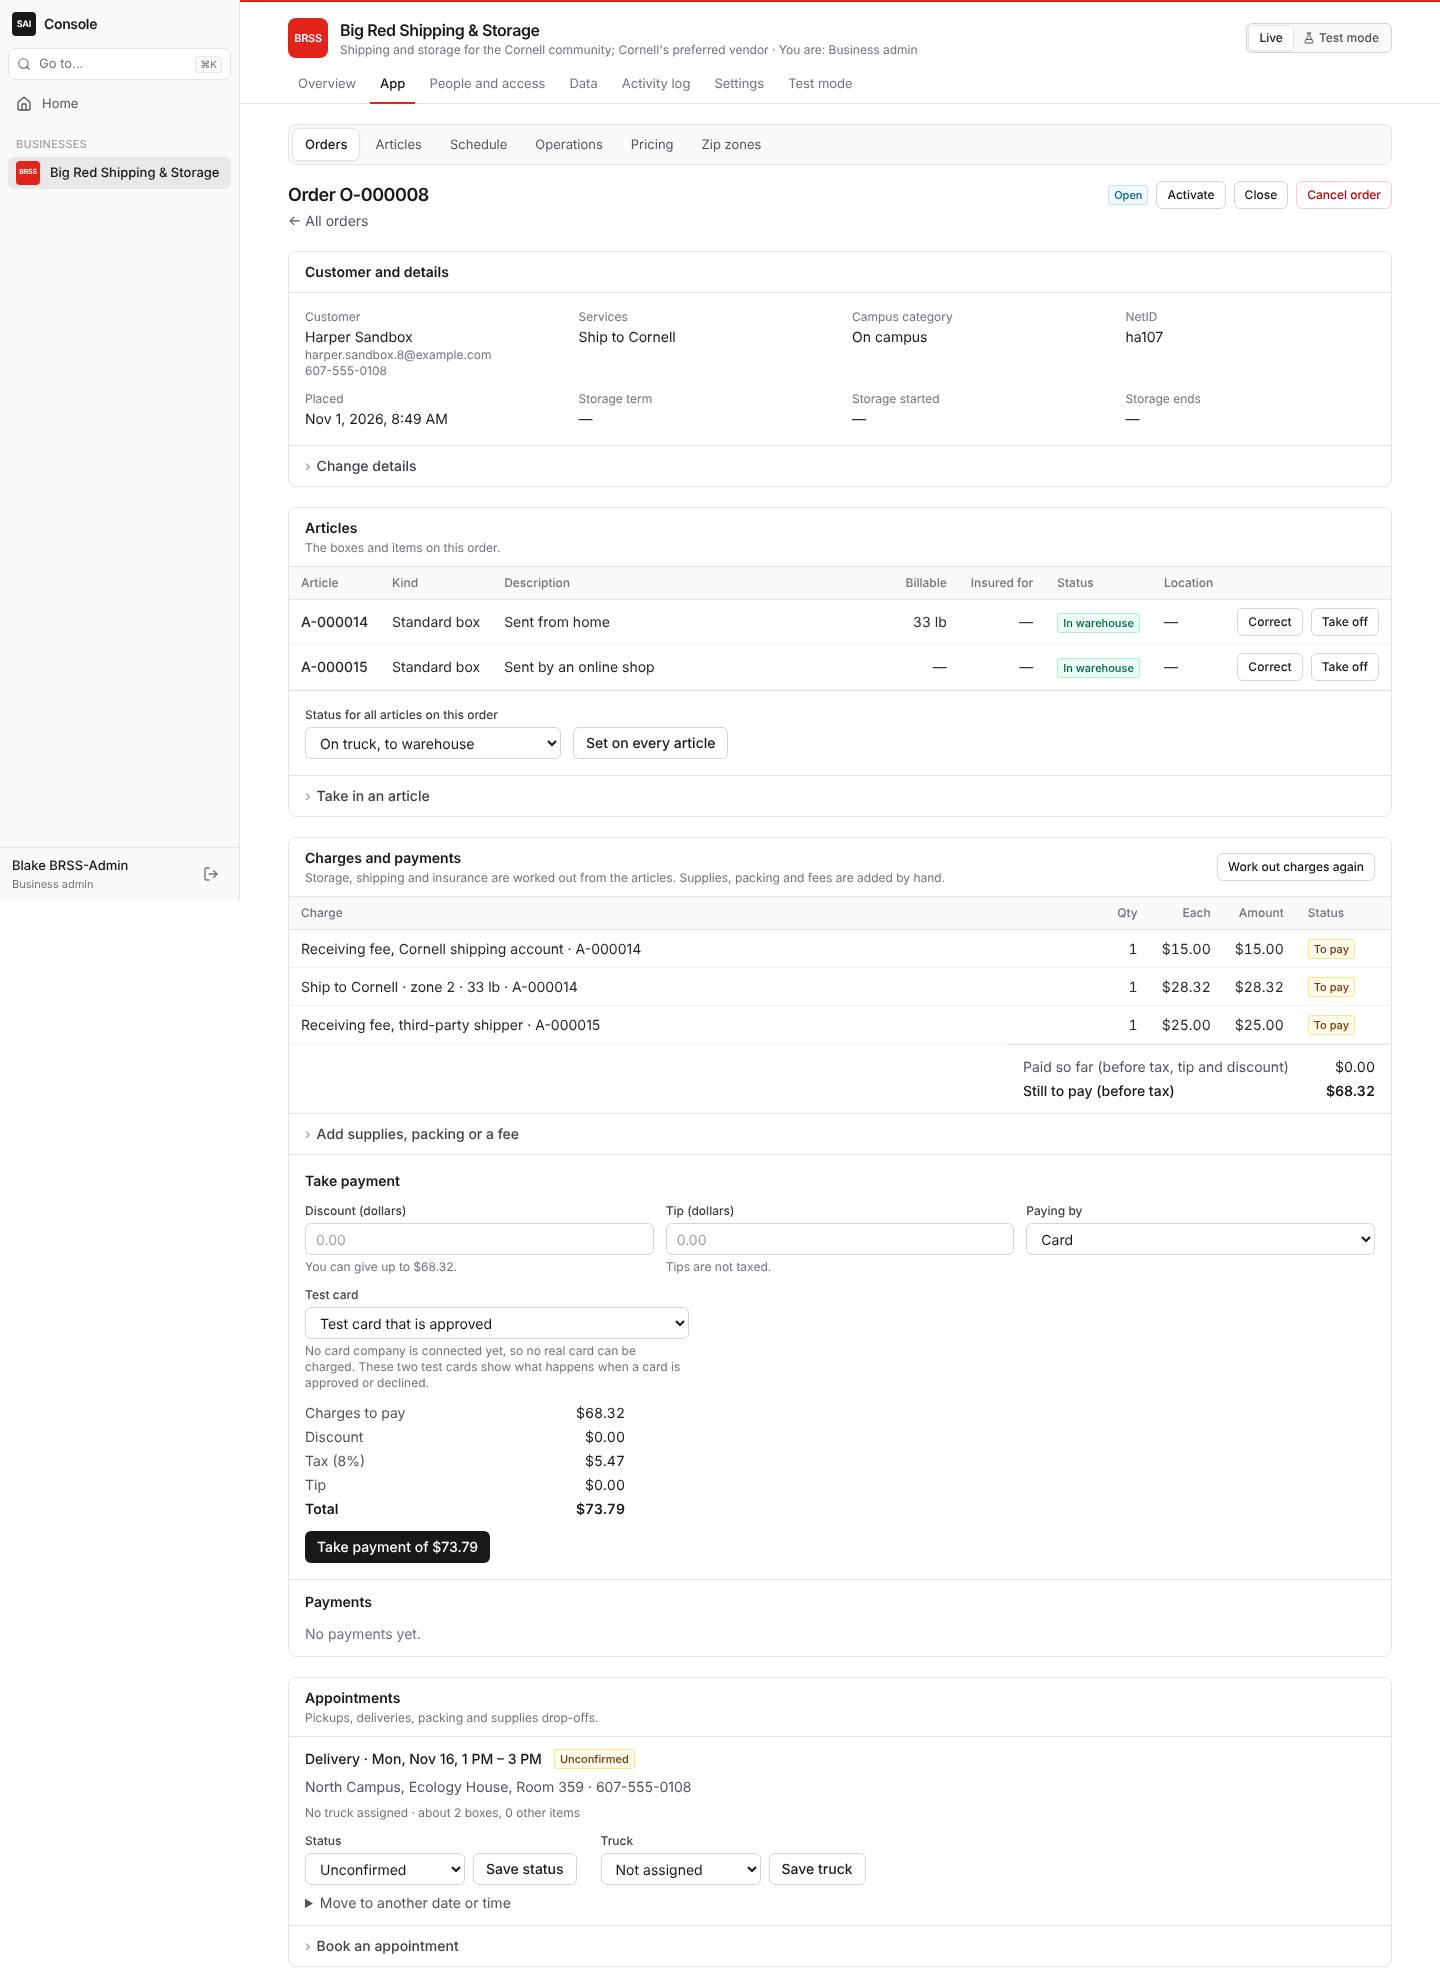 SAI Console
Go to... ⌘K
Home
BUSINESSES
BRSS Big Red Shipping & Storage
Blake BRSS-Admin
Business admin
BRSS
Big Red Shipping & Storage
Shipping and storage for the Cornell community; Cornell's preferred vendor · You are: Business admin
Live Test mode
Overview App People and access Data Activity log Settings Test mode
Orders Articles Schedule Operations Pricing Zip zones
Order O-000008
Open Activate Close Cancel order
← All orders
Customer and details
Customer Services Campus category NetID
Harper Sandbox Ship to Cornell On campus ha107
harper.sandbox.8@example.com
607-555-0108
Placed Storage term Storage started Storage ends
Nov 1, 2026, 8:49 AM — — —
› Change details
Articles
The boxes and items on this order.
Article Kind Description Billable Insured for Status Location
A-000014 Standard box Sent from home 33 lb — In warehouse — Correct Take off
A-000015 Standard box Sent by an online shop — — In warehouse — Correct Take off
Status for all articles on this order
On truck, to warehouse Set on every article
› Take in an article
Charges and payments
Storage, shipping and insurance are worked out from the articles. Supplies, packing and fees are added by hand.
Work out charges again
Charge Qty Each Amount Status
Receiving fee, Cornell shipping account · A-000014 1 $15.00 $15.00 To pay
Ship to Cornell · zone 2 · 33 lb · A-000014 1 $28.32 $28.32 To pay
Receiving fee, third-party shipper · A-000015 1 $25.00 $25.00 To pay
Paid so far (before tax, tip and discount) $0.00
Still to pay (before tax) $68.32
› Add supplies, packing or a fee
Take payment
Discount (dollars) Tip (dollars) Paying by
0.00 0.00 Card
You can give up to $68.32. Tips are not taxed.
Test card
Test card that is approved
No card company is connected yet, so no real card can be
charged. These two test cards show what happens when a card is
approved or declined.
Charges to pay $68.32
Discount $0.00
Tax (8%) $5.47
Tip $0.00
Total $73.79
Take payment of $73.79
Payments
No payments yet.
Appointments
Pickups, deliveries, packing and supplies drop-offs.
Delivery · Mon, Nov 16, 1 PM – 3 PM Unconfirmed
North Campus, Ecology House, Room 359 · 607-555-0108
No truck assigned · about 2 boxes, 0 other items
Status Truck
Unconfirmed Save status Not assigned Save truck
▶ Move to another date or time
› Book an appointment